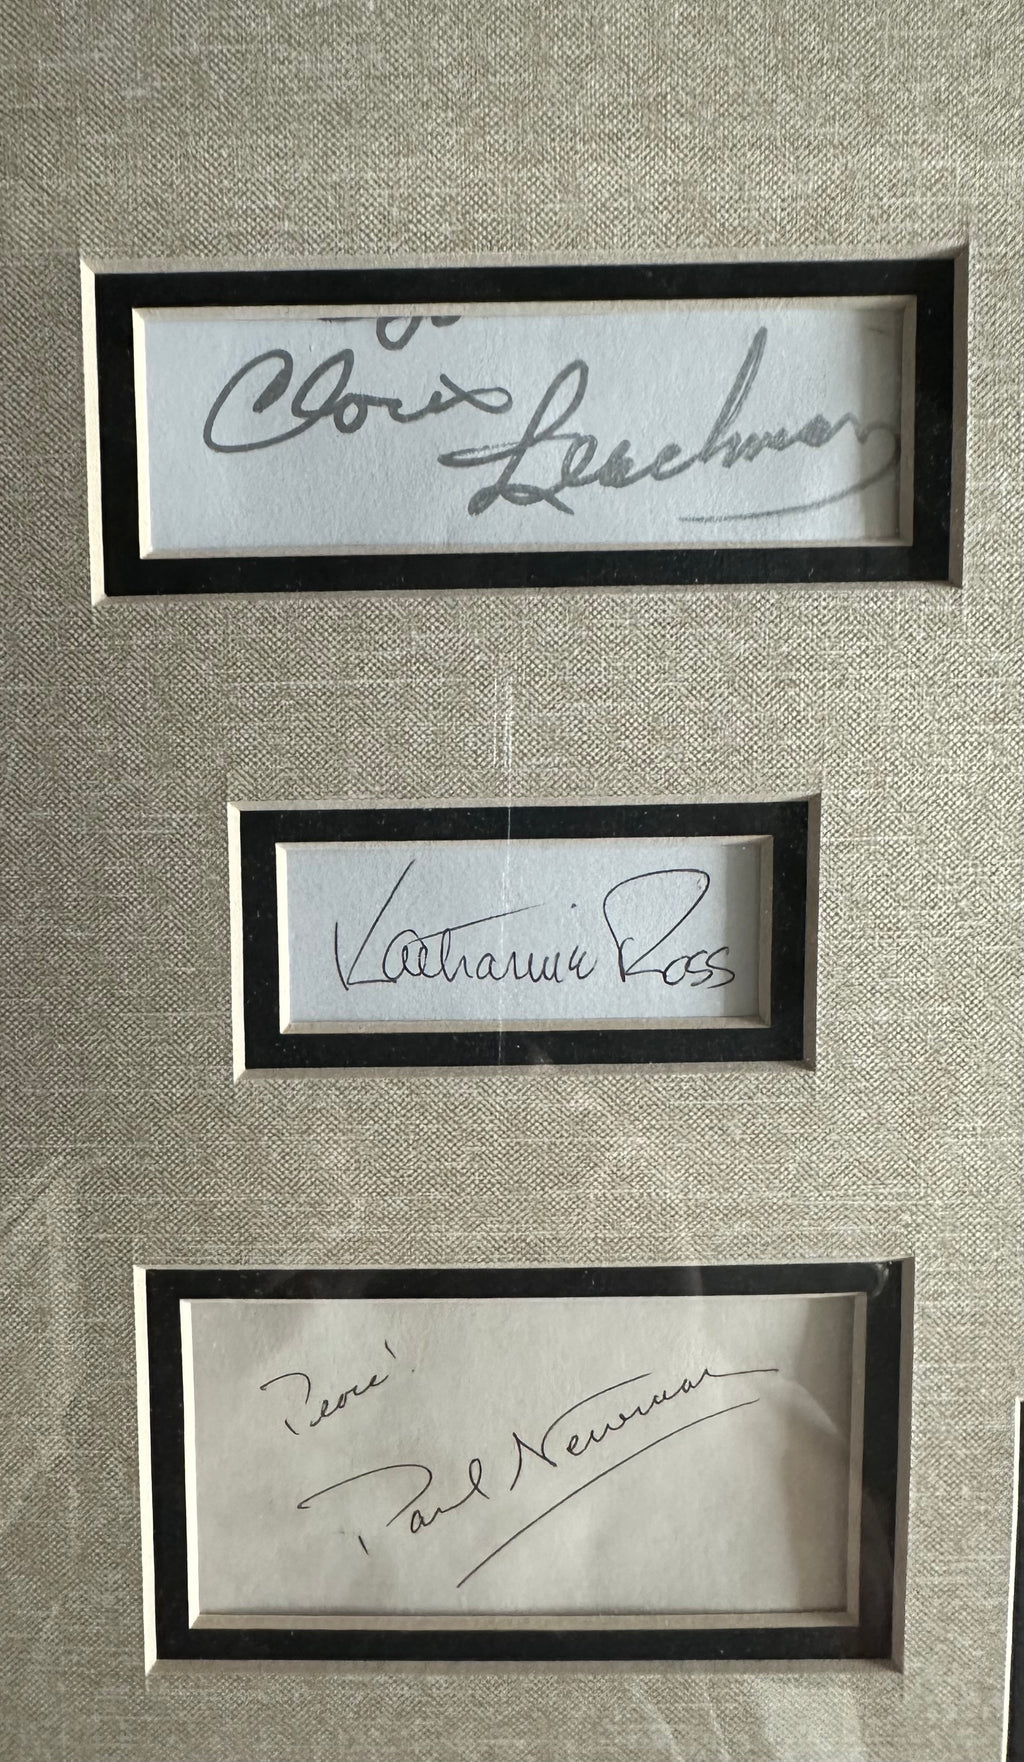 Cloris
Leachman
Katharine Ross
Peace!
Paul Newman